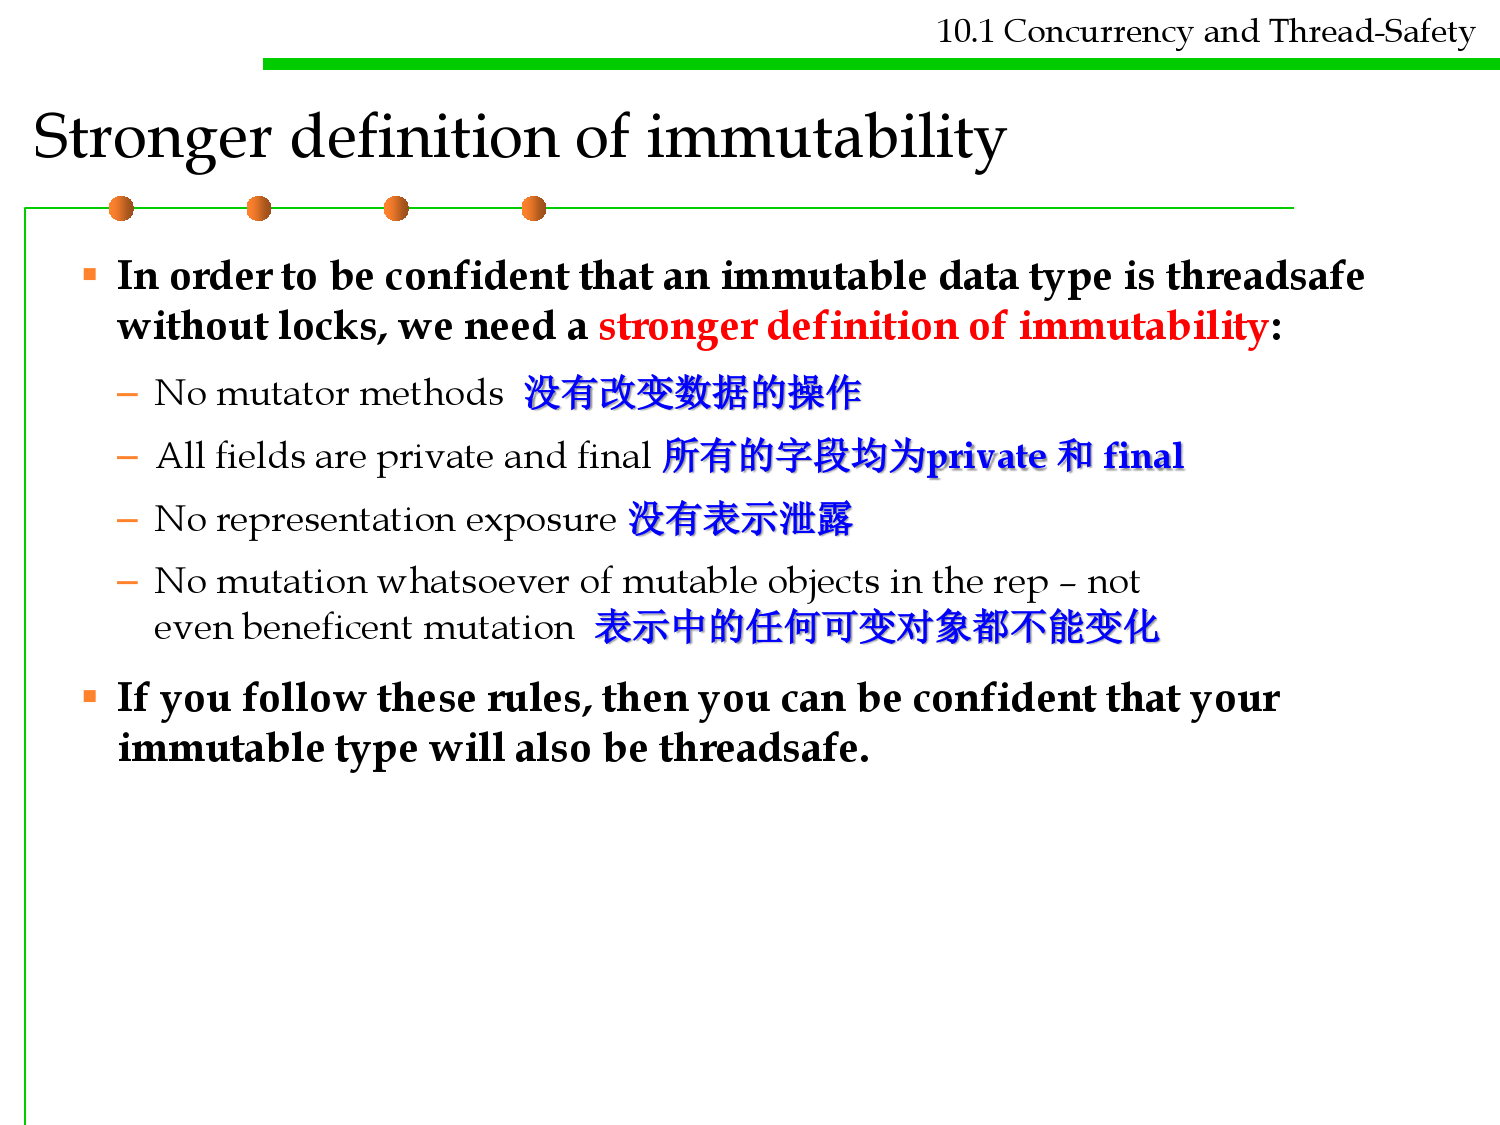 10.1 Concurrency and Thread-Safety
Stronger definition of immutability
▪ In order to be confident that an immutable data type is threadsafe
without locks, we need a stronger definition of immutability:
– No mutator methods 没有改变数据的操作
– All fields are private and final 所有的字段均为private 和 final
– No representation exposure 没有表示泄露
– No mutation whatsoever of mutable objects in the rep – not
even beneficent mutation 表示中的任何可变对象都不能变化
▪ If you follow these rules, then you can be confident that your
immutable type will also be threadsafe.